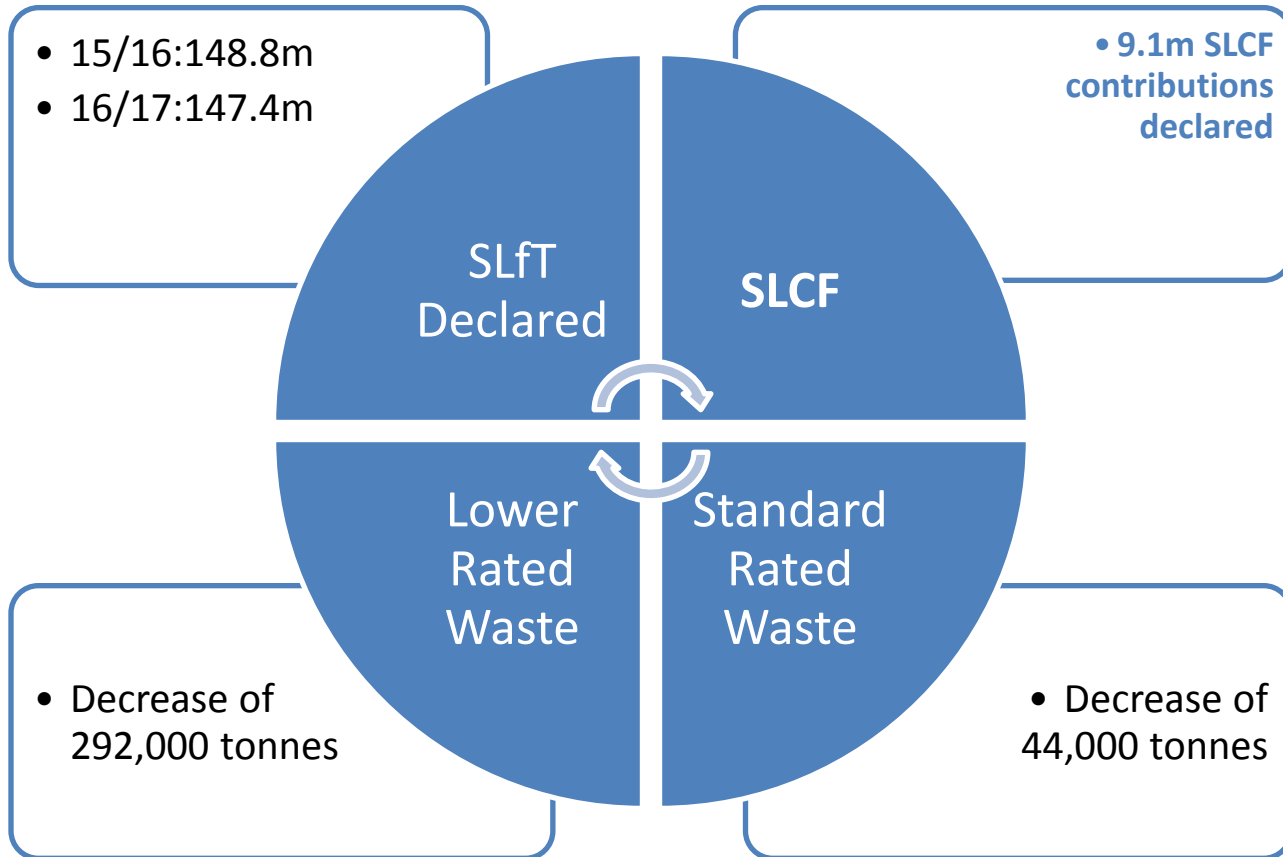 • 15/16:148.8m
• 16/17:147.4m
• 9.1m SLCF
contributions
declared
SLfT
Declared
SLCF
Lower
Rated
Waste
Standard
Rated
Waste
• Decrease of
292,000 tonnes
• Decrease of
44,000 tonnes